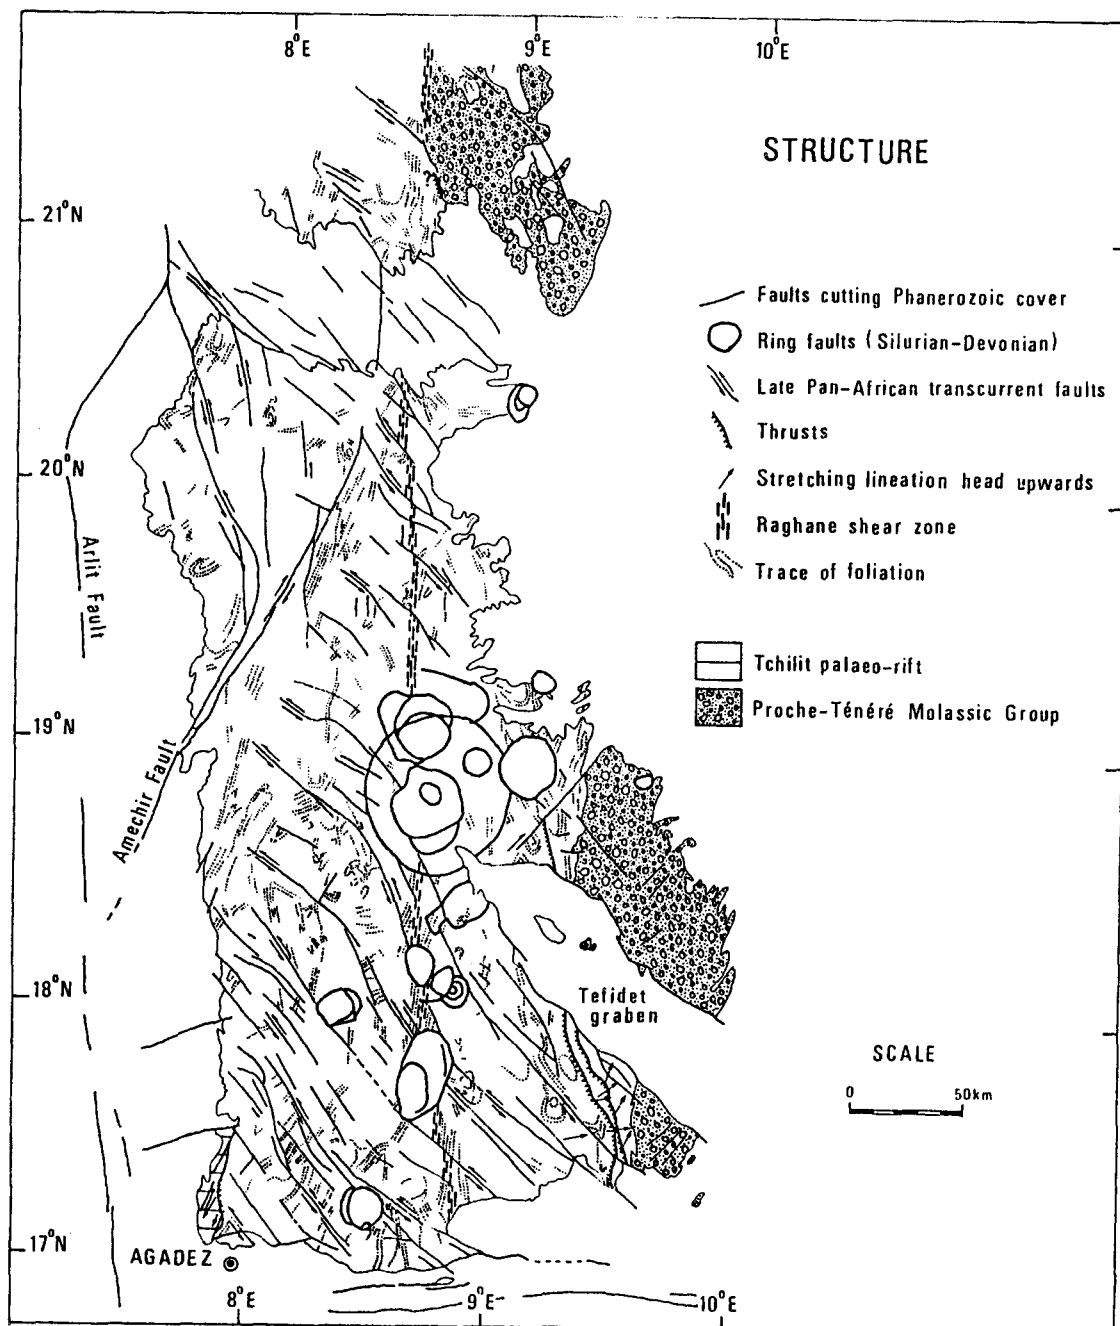 8°E 9°E 10°E
STRUCTURE
21°N
Faults cutting Phanerozoic cover
Ring faults (Silurian-Devonian)
Late Pan-African transcurrent faults
Thrusts
20°N
Stretching lineation head upwards
Raghane shear zone
Arlit Fault
Trace of foliation
Tchilit palaeo-rift
Proche-Ténéré Molassic Group
19°N
Amechir Fault
18°N
Tefidet
graben
SCALE
0 50km
17°N
AGADEZ
8°E 9°E 10°E